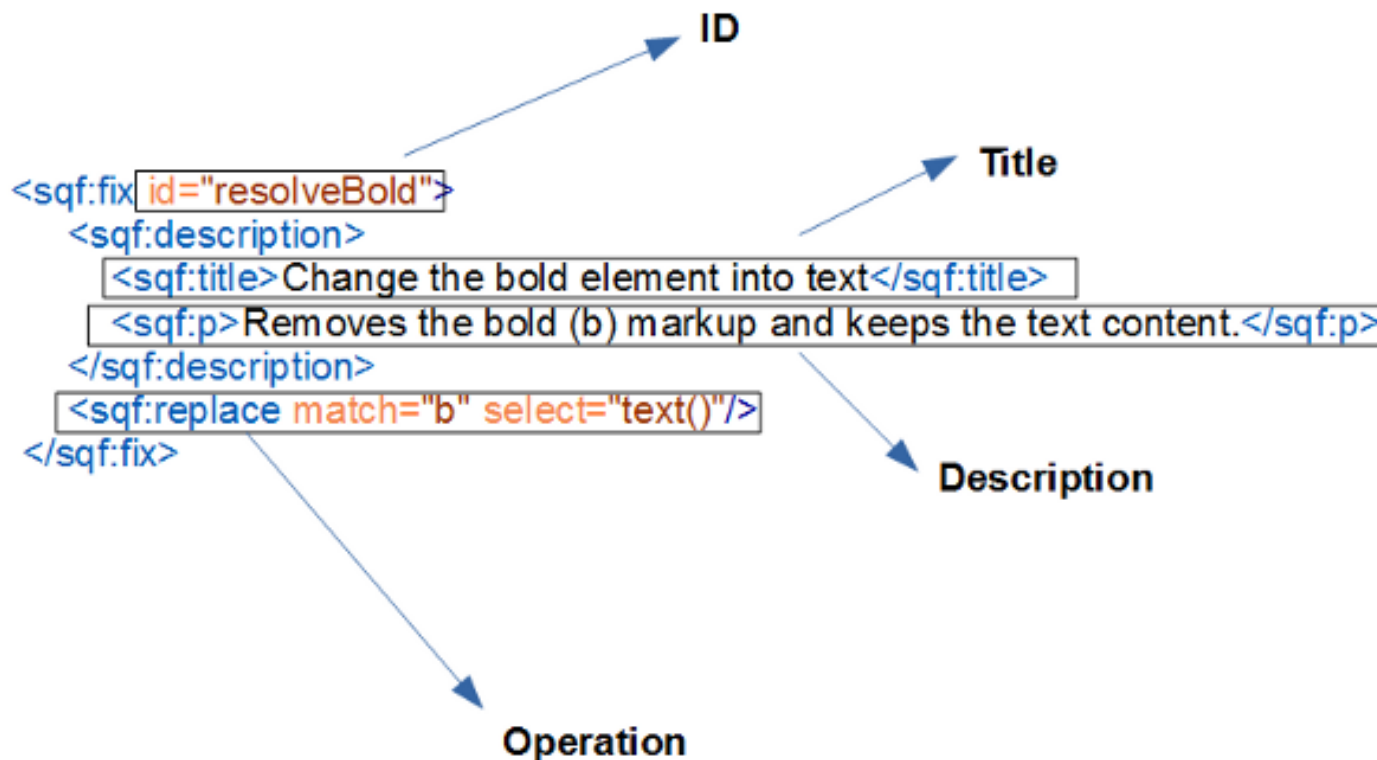 ID
Title
<sqf:fix id="resolveBold">
<sqf:description>
<sqf:title>Change the bold element into text</sqf:title>
<sqf:p>Removes the bold (b) markup and keeps the text content.</sqf:p>
</sqf:description>
<sqf:replace match="b" select="text()"/>
</sqf:fix>
Description
Operation